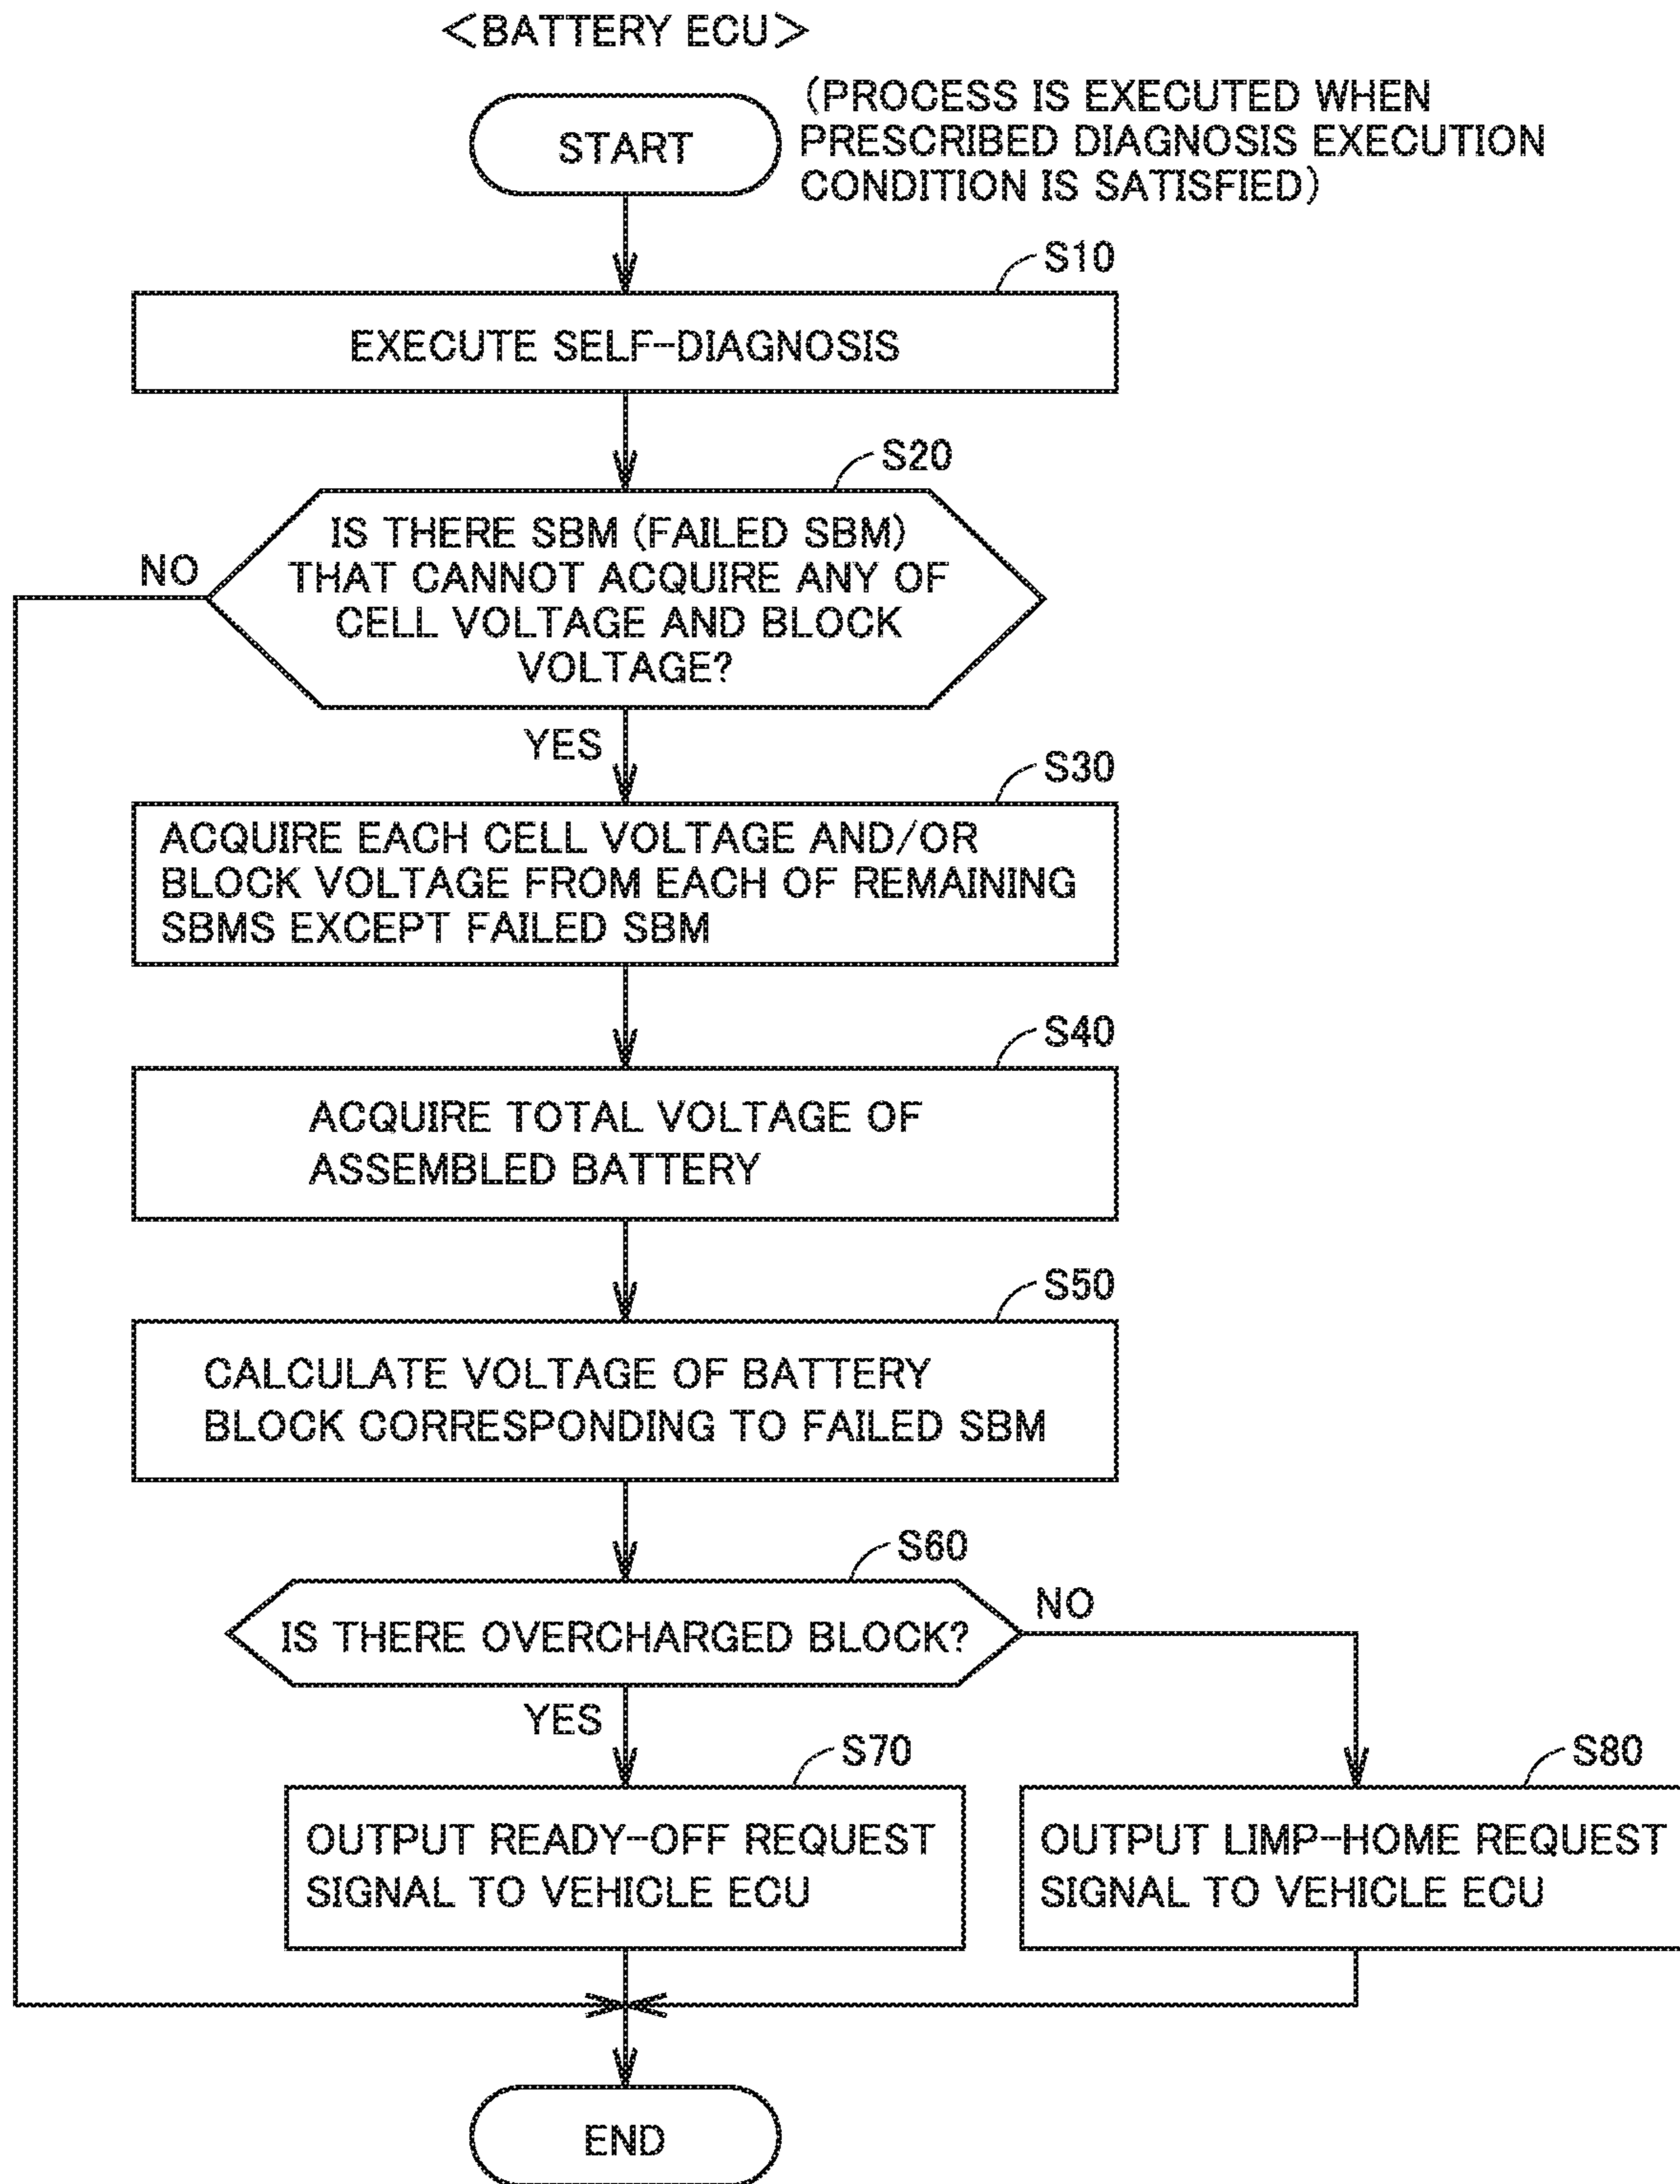 <BATTERY ECU>
START
(PROCESS IS EXECUTED WHEN
PRESCRIBED DIAGNOSIS EXECUTION
CONDITION IS SATISFIED)
S10
EXECUTE SELF-DIAGNOSIS
S20
IS THERE SBM (FAILED SBM)
THAT CANNOT ACQUIRE ANY OF
CELL VOLTAGE AND BLOCK
VOLTAGE?
NO
YES
S30
ACQUIRE EACH CELL VOLTAGE AND/OR
BLOCK VOLTAGE FROM EACH OF REMAINING
SBMS EXCEPT FAILED SBM
S40
ACQUIRE TOTAL VOLTAGE OF
ASSEMBLED BATTERY
S50
CALCULATE VOLTAGE OF BATTERY
BLOCK CORRESPONDING TO FAILED SBM
S60
IS THERE OVERCHARGED BLOCK?
NO
YES
S70
OUTPUT READY-OFF REQUEST
SIGNAL TO VEHICLE ECU
S80
OUTPUT LIMP-HOME REQUEST
SIGNAL TO VEHICLE ECU
END